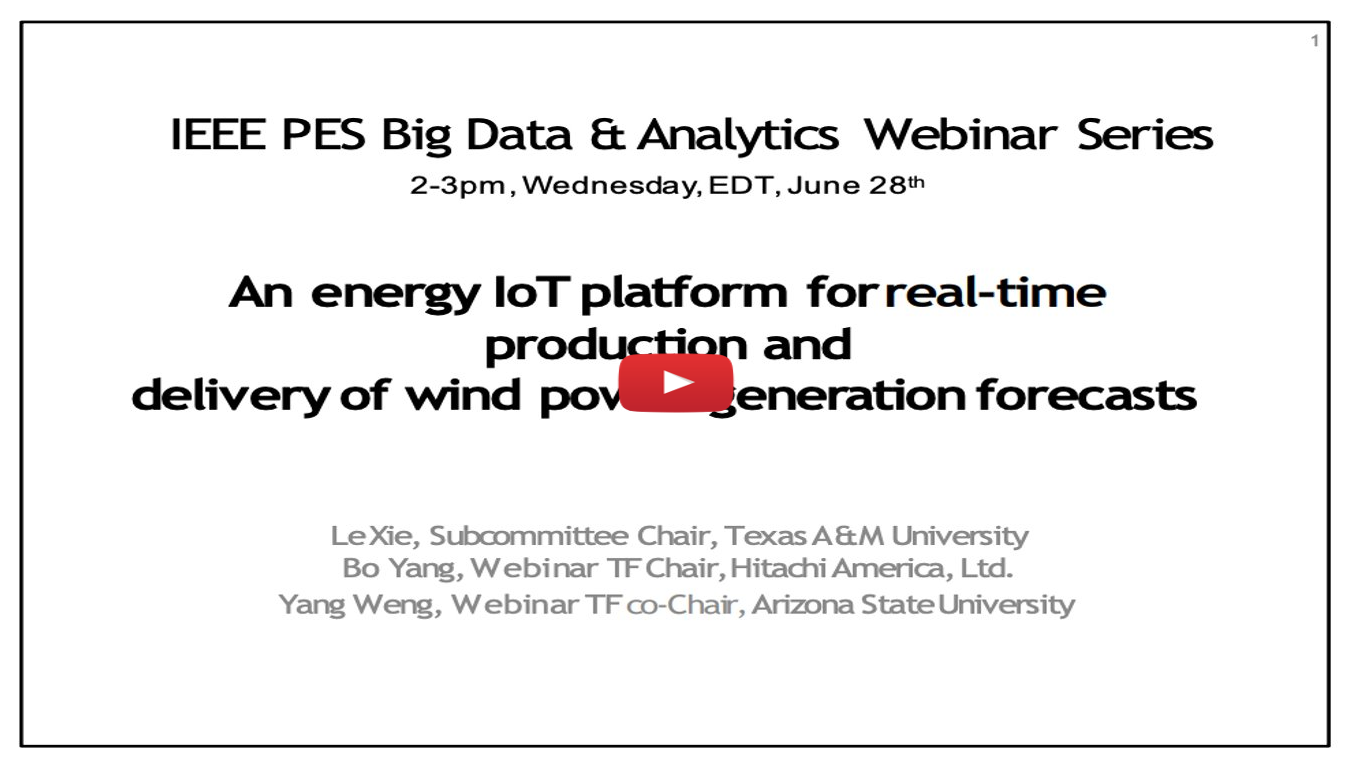 1
IEEE PES Big Data & Analytics Webinar Series
2-3pm, Wednesday, EDT, June 28th
An energy IoT platform for real-time
production and
delivery of wind generation forecasts
Le Xie, Subcommittee Chair, Texas A&M University
Bo Yang, Webinar TF Chair, Hitachi America, Ltd.
Yang Weng, Webinar TF co-Chair, Arizona State University